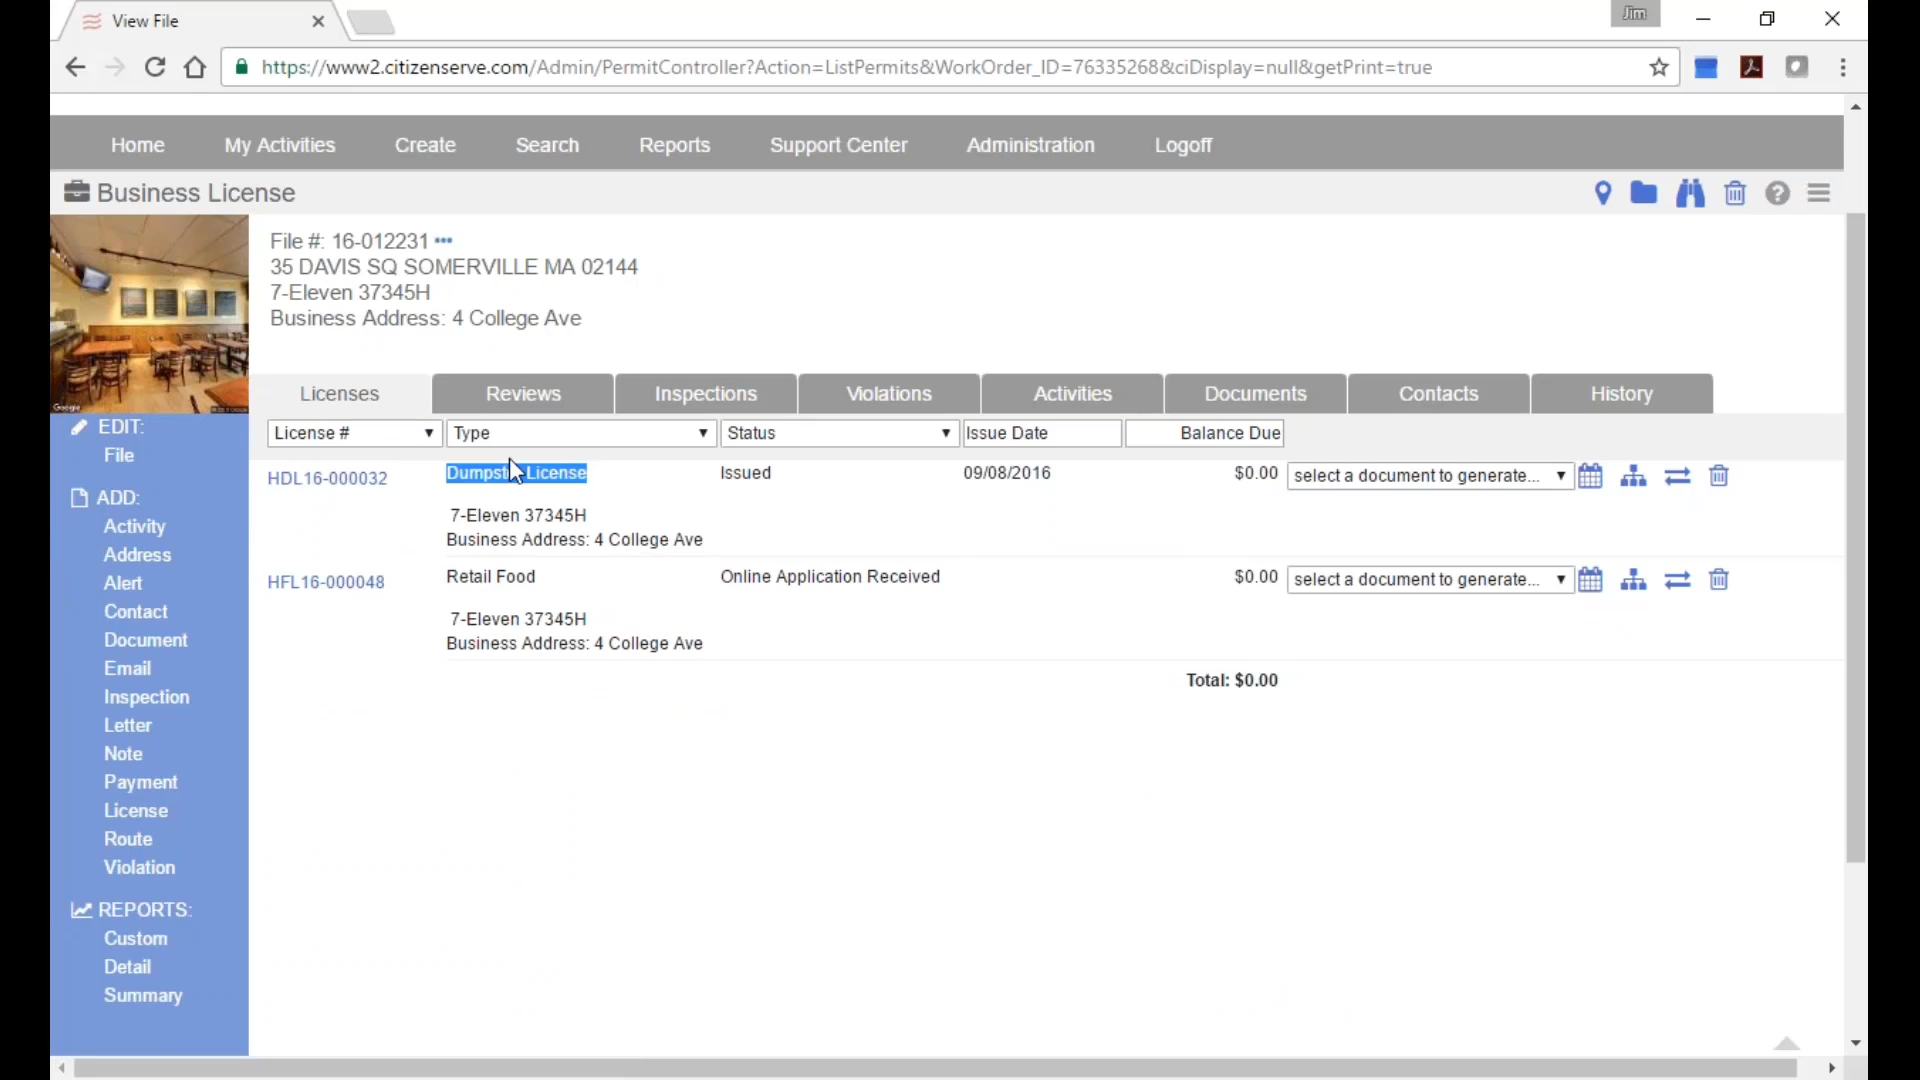 View File
Jim
https://www2.citizenserve.com/Admin/PermitController?Action=ListPermits&WorkOrder_ID=76335268&ciDisplay=null&getPrint=true
Home My Activities Create Search Reports Support Center Administration Logoff
Business License
File #: 16-012231
35 DAVIS SQ SOMERVILLE MA 02144
7-Eleven 37345H
Business Address: 4 College Ave
Google
Licenses Reviews Inspections Violations Activities Documents Contacts History
License # Type Status Issue Date Balance Due
HDL16-000032 Dumpster License Issued 09/08/2016 $0.00 select a document to generate...
7-Eleven 37345H
Business Address: 4 College Ave
HFL16-000048 Retail Food Online Application Received $0.00 select a document to generate...
7-Eleven 37345H
Business Address: 4 College Ave
Total: $0.00
EDIT:
File
ADD:
Activity
Address
Alert
Contact
Document
Email
Inspection
Letter
Note
Payment
License
Route
Violation
REPORTS:
Custom
Detail
Summary